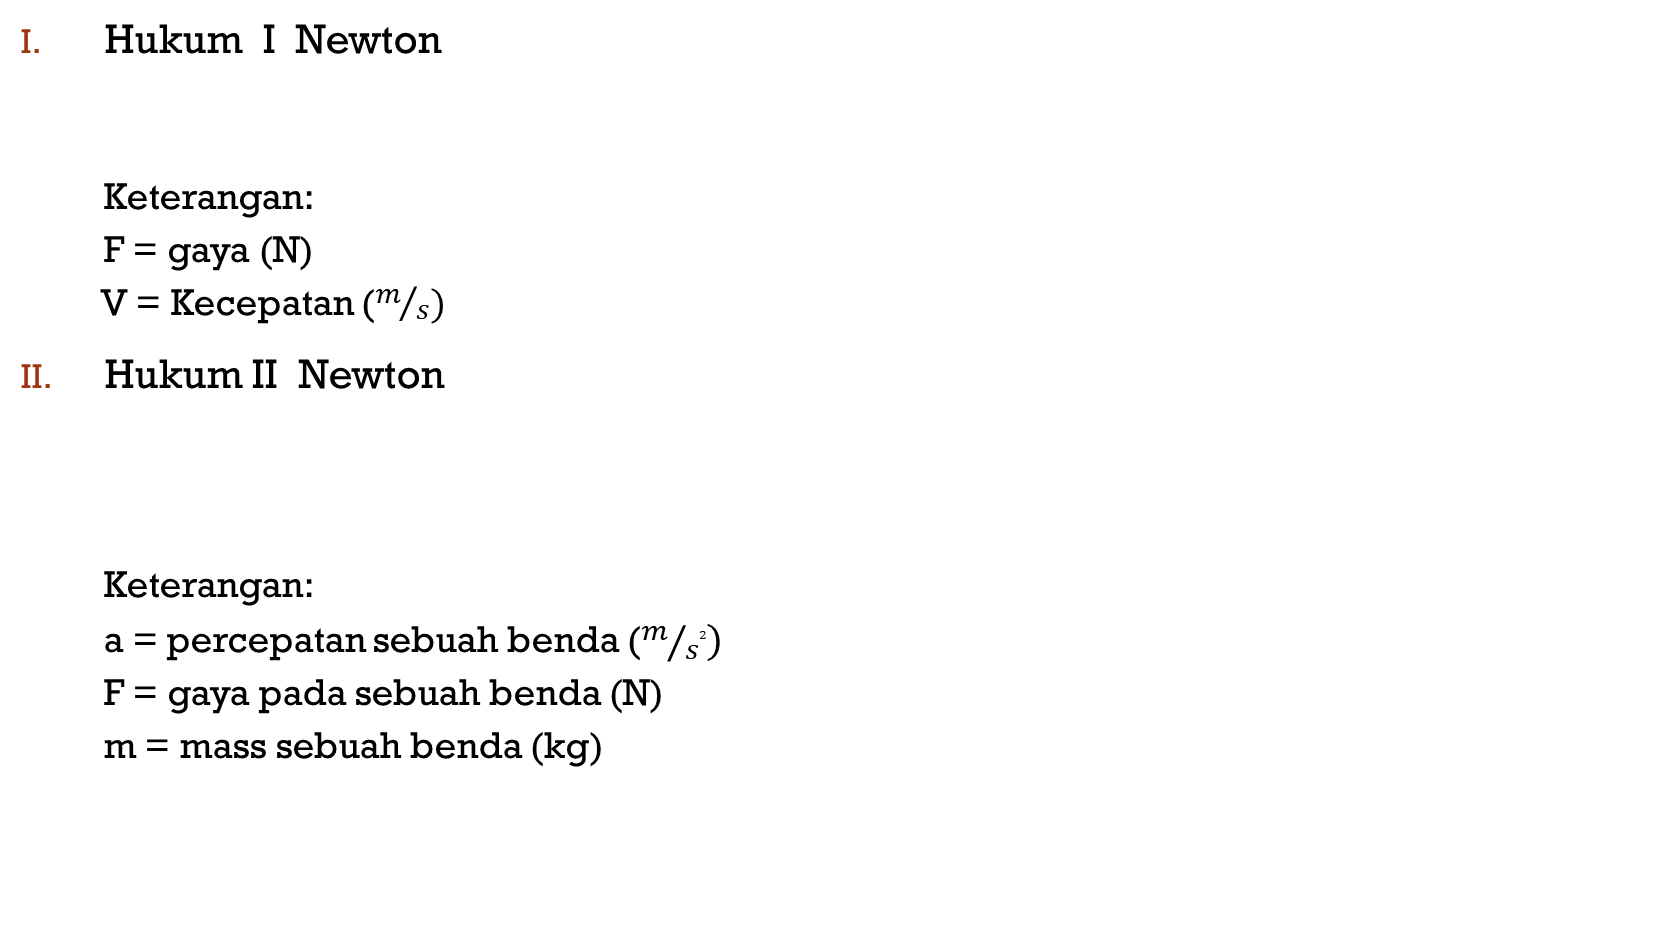 I. Hukum I Newton
Keterangan:
F = gaya (N)
V = Kecepatan (m/s)
II. Hukum II Newton
Keterangan:
a = percepatan sebuah benda (m/s²)
F = gaya pada sebuah benda (N)
m = mass sebuah benda (kg)